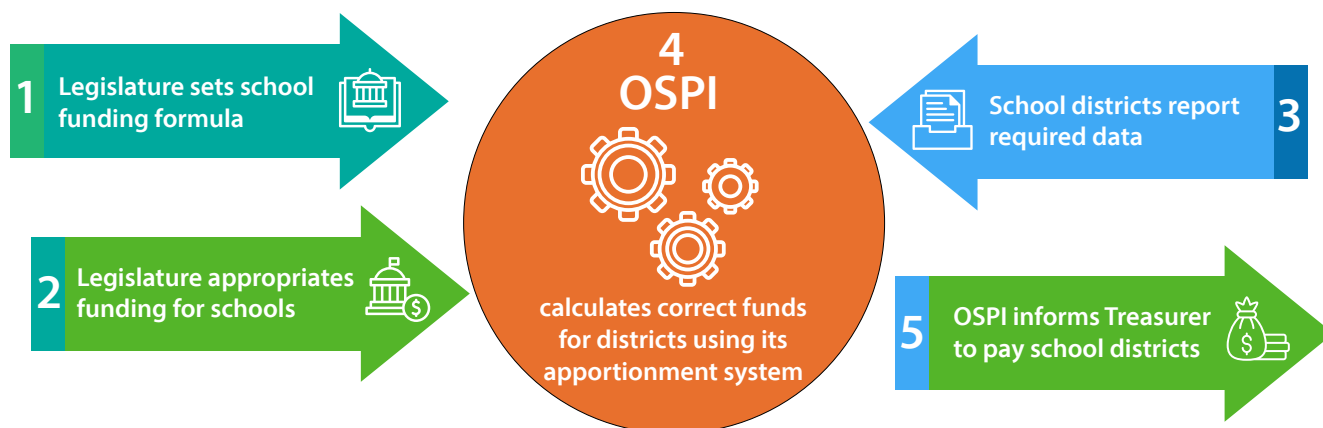 1
Legislature sets school
funding formula
2
Legislature appropriates
funding for schools
$
School districts report
required data
3
4
OSPI
calculates correct funds
for districts using its
apportionment system
5
OSPI informs Treasurer
to pay school districts
$